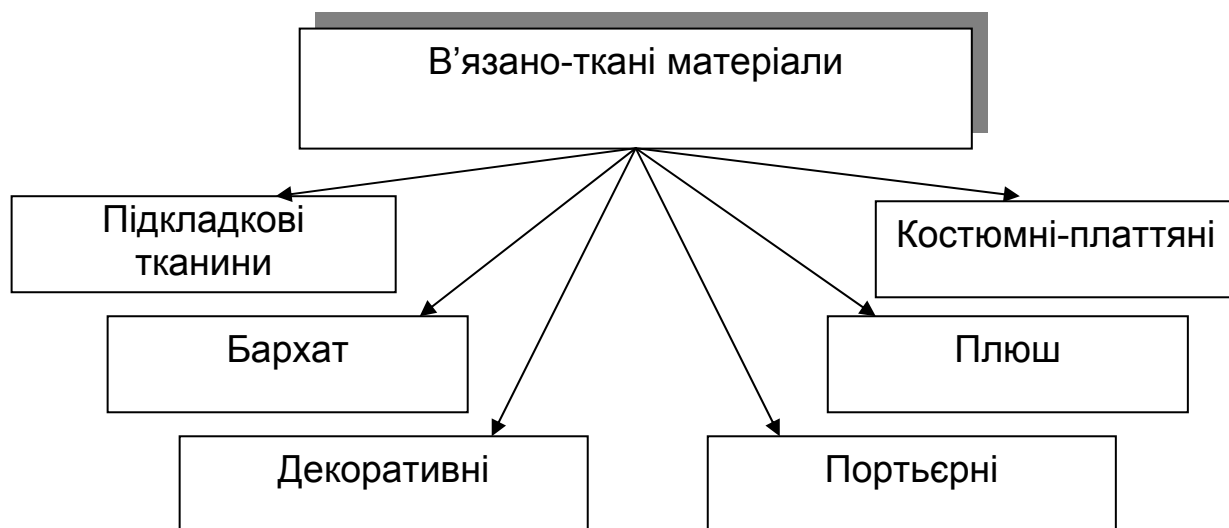 В’язано-ткані матеріали
Підкладкові
тканини
Костюмні-платтяні
Бархат
Плюш
Декоративні
Портьєрні